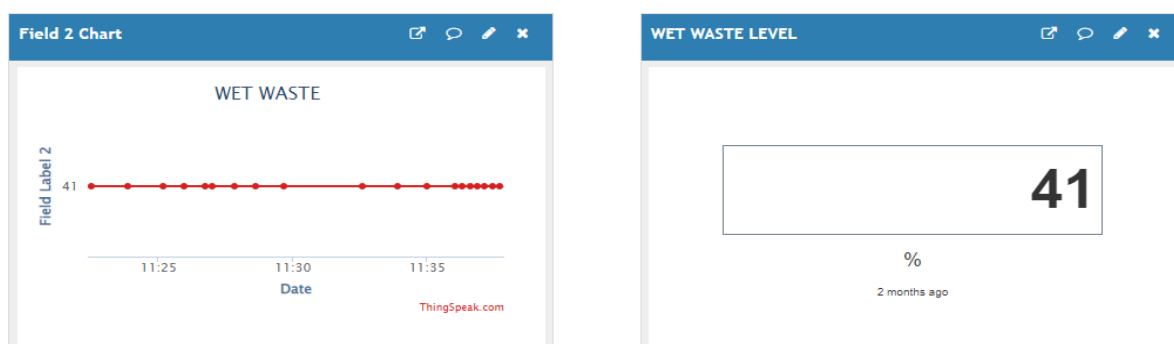 Field 2 Chart
WET WASTE
Field Label 2
41
11:25 11:30 11:35
Date
ThingSpeak.com
WET WASTE LEVEL
41
%
2 months ago